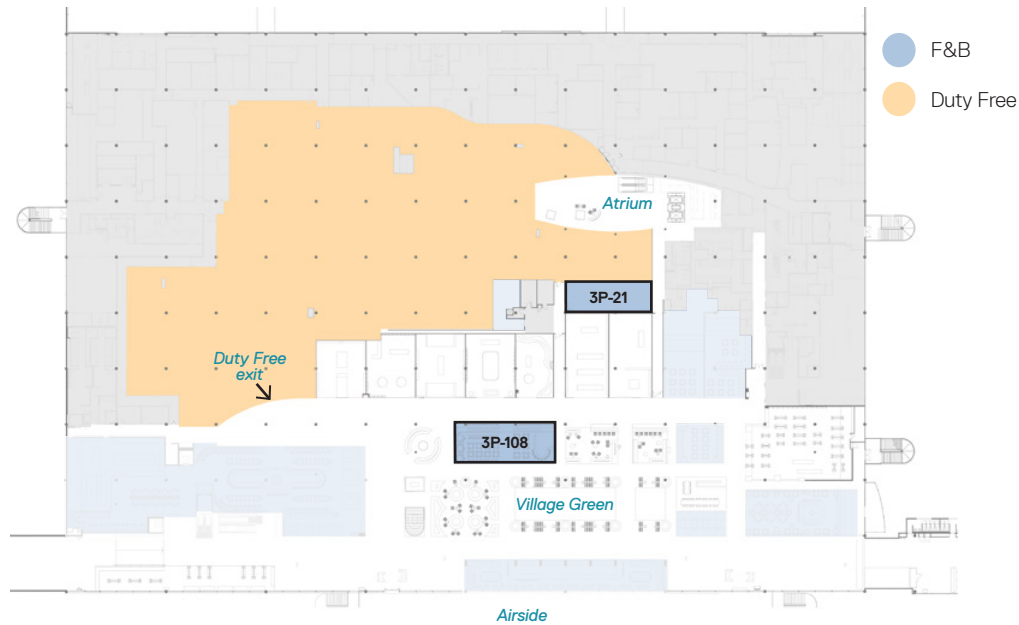 F&B
Duty Free
Atrium
3P-21
Duty Free
exit
3P-108
Village Green
Airside